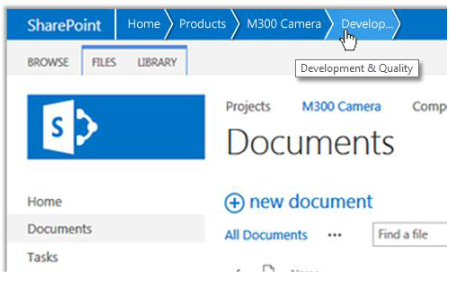 SharePoint Home Products M300 Camera Develop...
BROWSE FILES LIBRARY
Development & Quality
S
Projects M300 Camera Comp
Documents
Home
new document
Documents
All Documents ... Find a file
Tasks